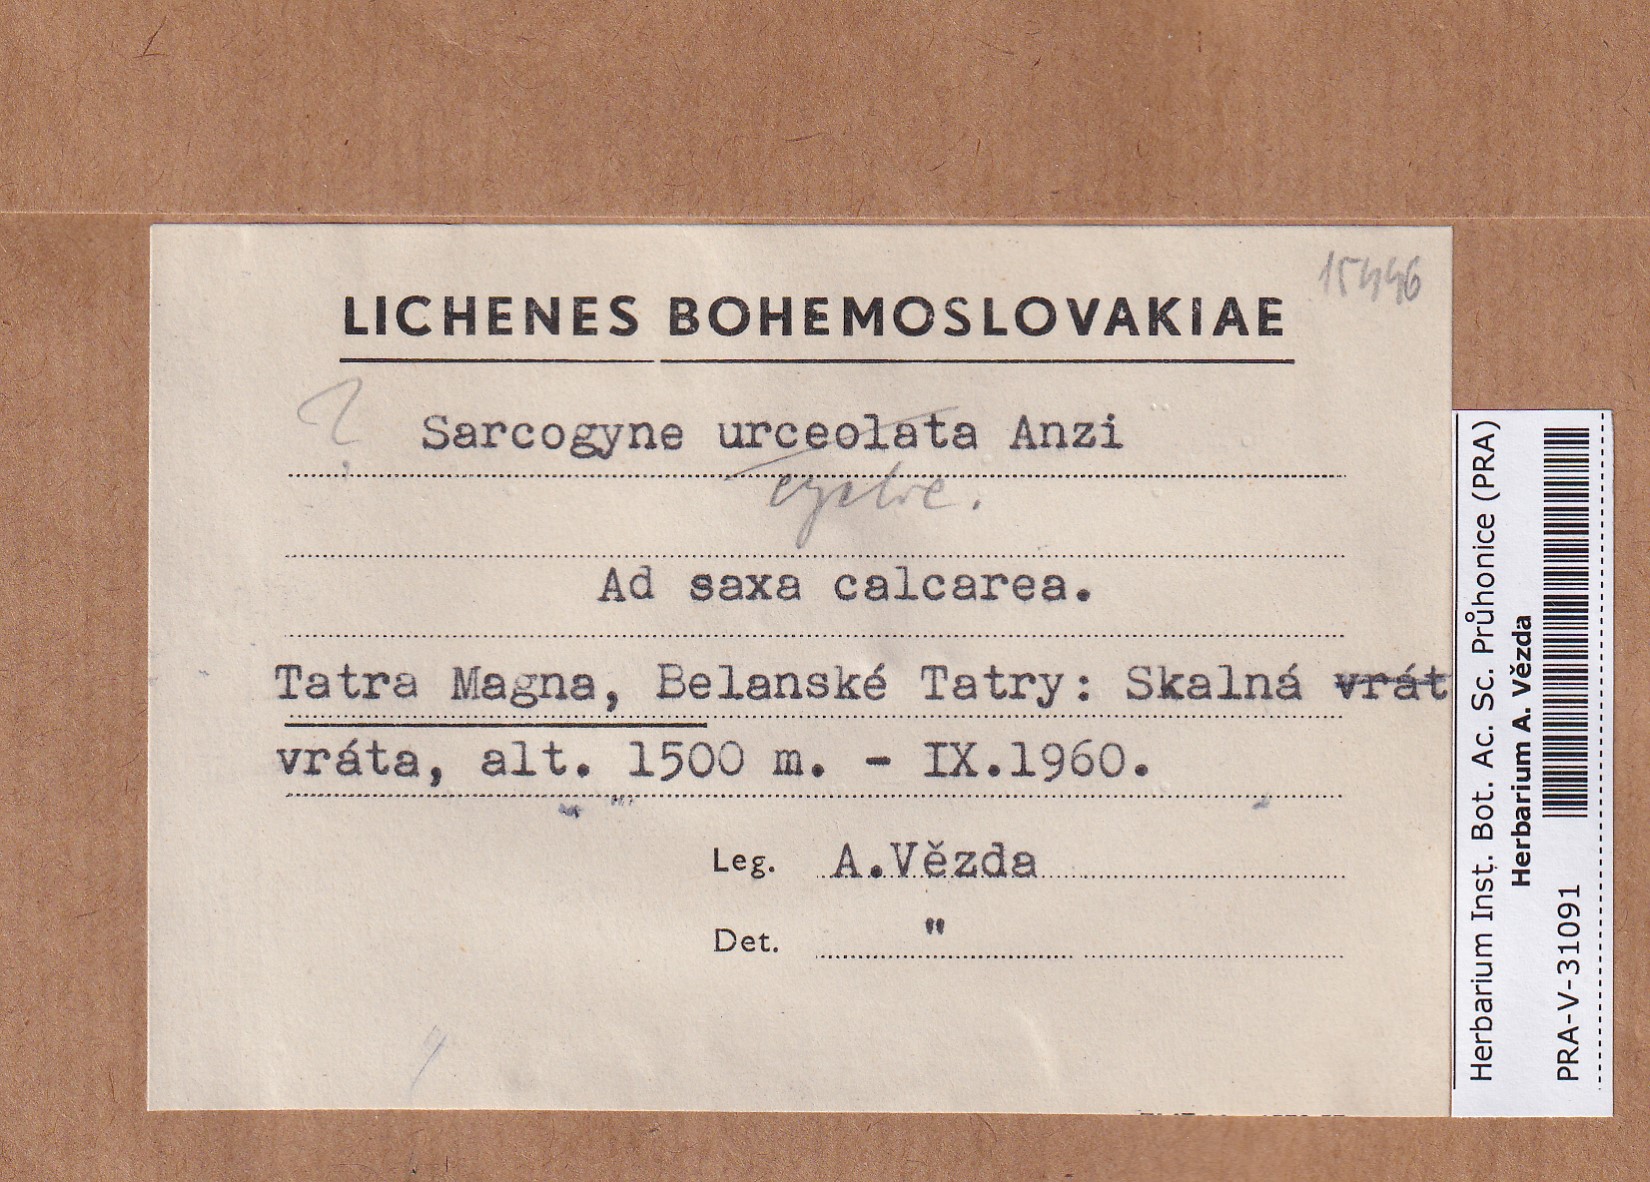 15446
LICHENES BOHEMOSLOVAKIAE
? Sarcogyne urceolata Anzi
Ad saxa calcarea.
Tatra Magna, Belanské Tatry: Skalná vrát
vráta, alt. 1500 m. - IX.1960.
Leg. A.Vězda
Det. "
Herbarium Inst. Bot. Ac. Sc. Průhonice (PRA)
Herbarium A. Vězda
PRA-V-31091